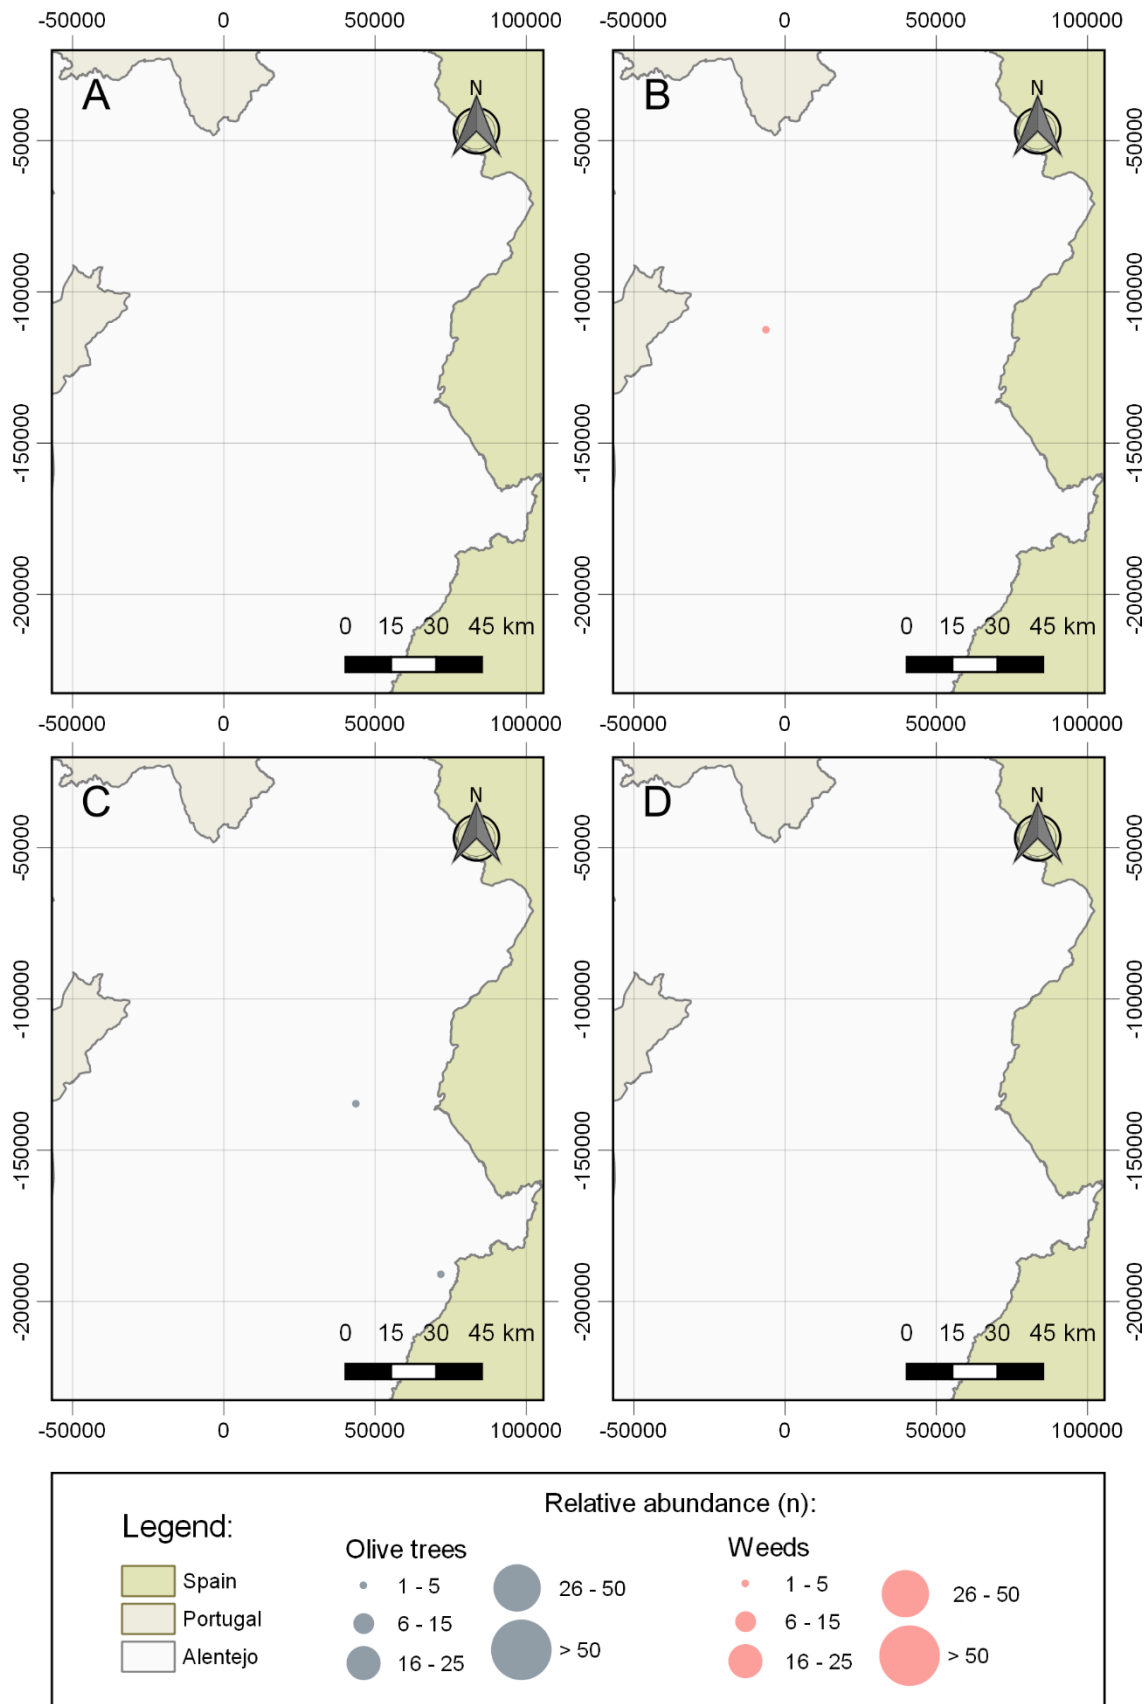 -50000 0 50000 100000 -50000 0 50000 100000
A N B N
-50000 -50000 -50000
-100000 -100000 -100000
-150000 -150000 -150000
-200000 -200000 -200000
0 15 30 45 km 0 15 30 45 km
-50000 0 50000 100000 -50000 0 50000 100000
C N D N
-50000 -50000 -50000
-100000 -100000 -100000
-150000 -150000 -150000
-200000 -200000 -200000
0 15 30 45 km 0 15 30 45 km
-50000 0 50000 100000 -50000 0 50000 100000
Relative abundance (n):
Legend:
Spain
Portugal
Alentejo
Olive trees
1 - 5
6 - 15
16 - 25
26 - 50
> 50
Weeds
1 - 5
6 - 15
16 - 25
26 - 50
> 50